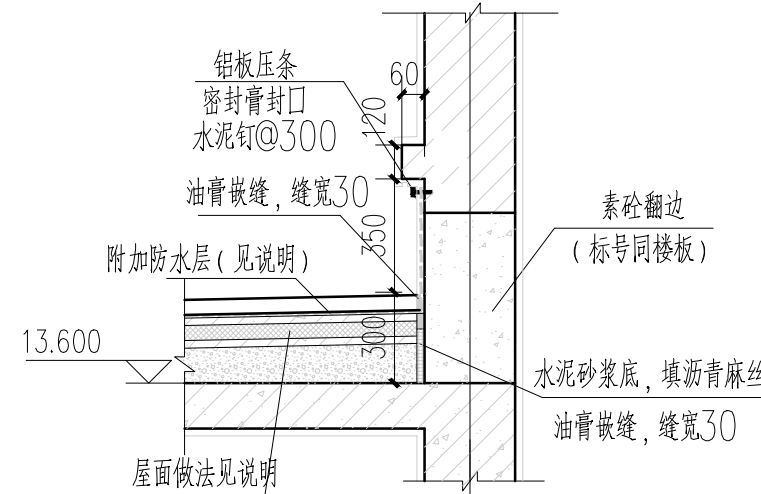 铝板压条
密封膏封口
水泥钉@300
60
120
油膏嵌缝，缝宽30
350
素砼翻边
（标号同楼板）
附加防水层（见说明）
300
13.600
水泥砂浆底，填沥青麻丝
油膏嵌缝，缝宽30
屋面做法见说明